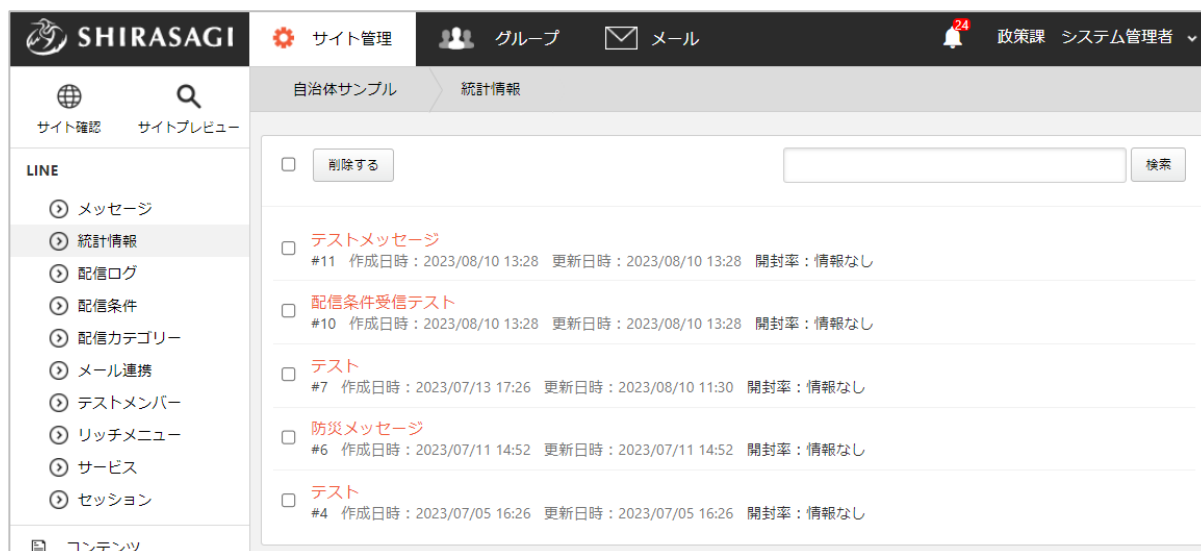 SHIRASAGI
サイト管理
グループ
メール
24
政策課 システム管理者
サイト確認
サイトプレビュー
自治体サンプル
統計情報
LINE
メッセージ
統計情報
配信ログ
配信条件
配信カテゴリー
メール連携
テストメンバー
リッチメニュー
サービス
セッション
コンテンツ
削除する
検索
テストメッセージ
#11 作成日時：2023/08/10 13:28 更新日時：2023/08/10 13:28 開封率：情報なし
配信条件受信テスト
#10 作成日時：2023/08/10 13:28 更新日時：2023/08/10 13:28 開封率：情報なし
テスト
#7 作成日時：2023/07/13 17:26 更新日時：2023/08/10 11:30 開封率：情報なし
防災メッセージ
#6 作成日時：2023/07/11 14:52 更新日時：2023/07/11 14:52 開封率：情報なし
テスト
#4 作成日時：2023/07/05 16:26 更新日時：2023/07/05 16:26 開封率：情報なし